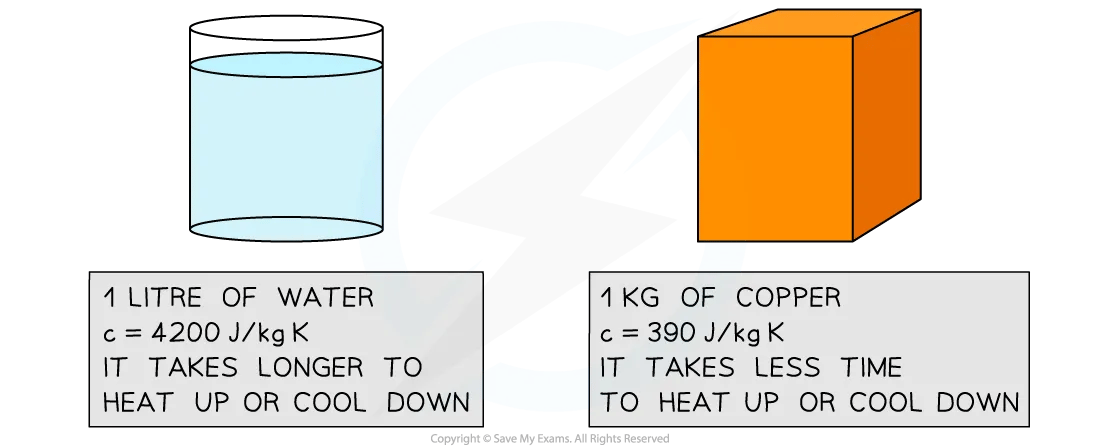 1 LITRE OF WATER
c = 4200 J/kg K
IT TAKES LONGER TO
HEAT UP OR COOL DOWN
1 KG OF COPPER
c = 390 J/kg K
IT TAKES LESS TIME
TO HEAT UP OR COOL DOWN
Copyright © Save My Exams. All Rights Reserved